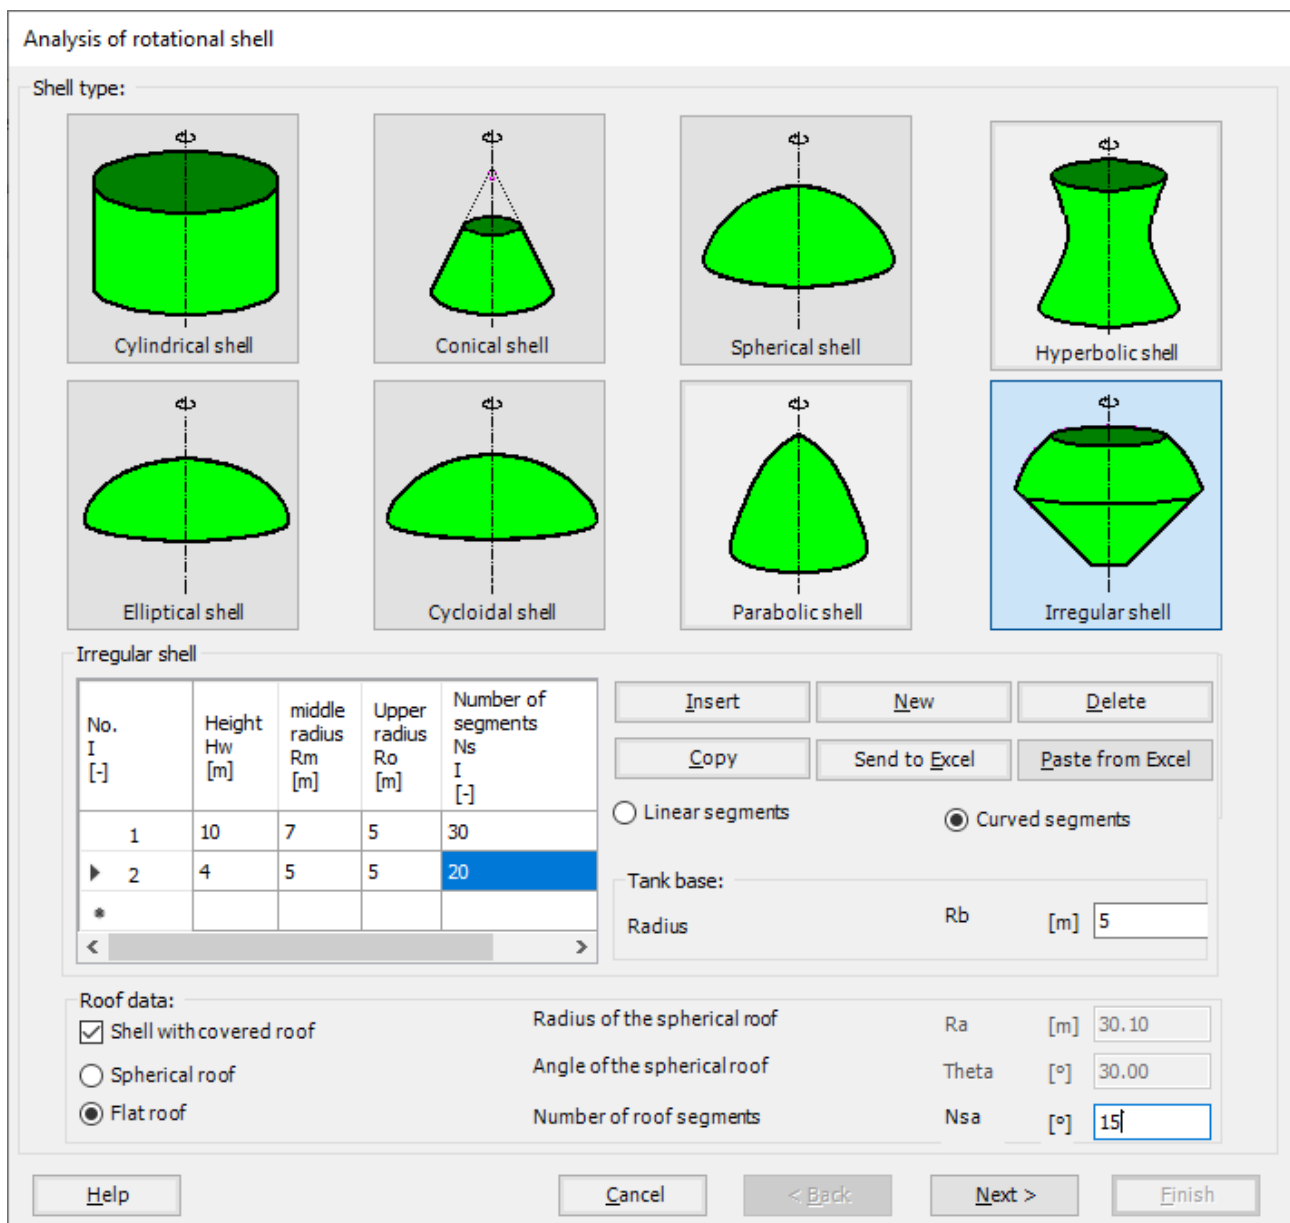 Analysis of rotational shell
Shell type:
Cylindrical shell
Conical shell
Spherical shell
Hyperbolic shell
Elliptical shell
Cycloidal shell
Parabolic shell
Irregular shell
Irregular shell
No.
I
[-]
Height
Hw
[m]
middle
radius
Rm
[m]
Upper
radius
Ro
[m]
Number of
segments
Ns
I
[-]
1 10 7 5 30
2 4 5 5 20
Insert New Delete
Copy Send to Excel Paste from Excel
Linear segments Curved segments
Tank base:
Radius Rb [m] 5
Roof data:
Shell with covered roof
Spherical roof
Flat roof
Radius of the spherical roof Ra [m] 30.10
Angle of the spherical roof Theta [°] 30.00
Number of roof segments Nsa [°] 15
Help Cancel < Back Next > Finish